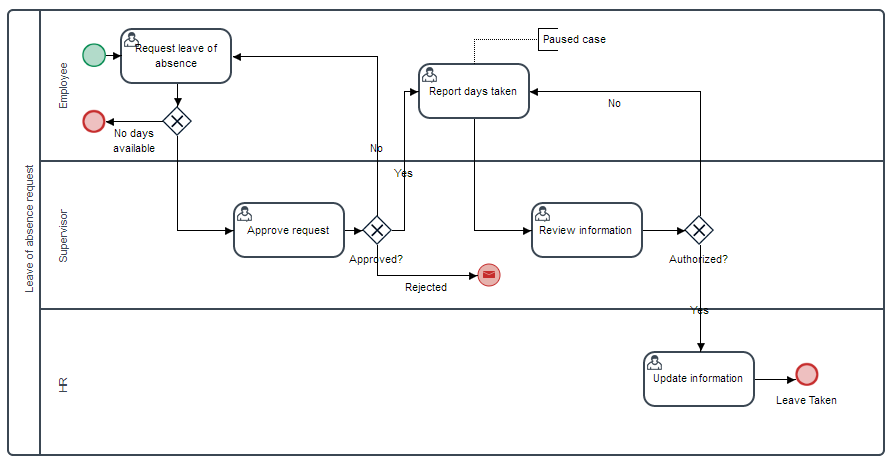 Leave of absence request
Employee
Request leave of
absence
No days
available
Paused case
Report days taken
No
No
Yes
Supervisor
Approve request
Approved?
Rejected
Review information
Authorized?
Yes
HR
Update information
Leave Taken